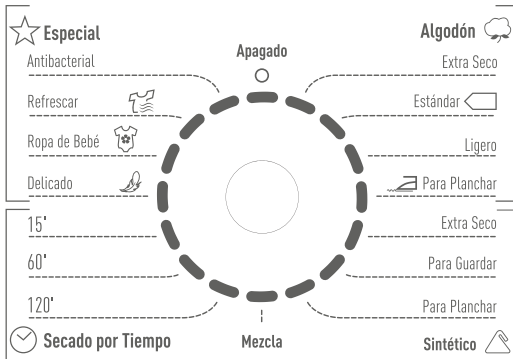 Especial
Antibacterial
Refrescar
Ropa de Bebé
Delicado
15'
60'
120'
Secado por Tiempo
Apagado
Mezcla
Algodón
Extra Seco
Estándar
Ligero
Para Planchar
Extra Seco
Para Guardar
Para Planchar
Sintético